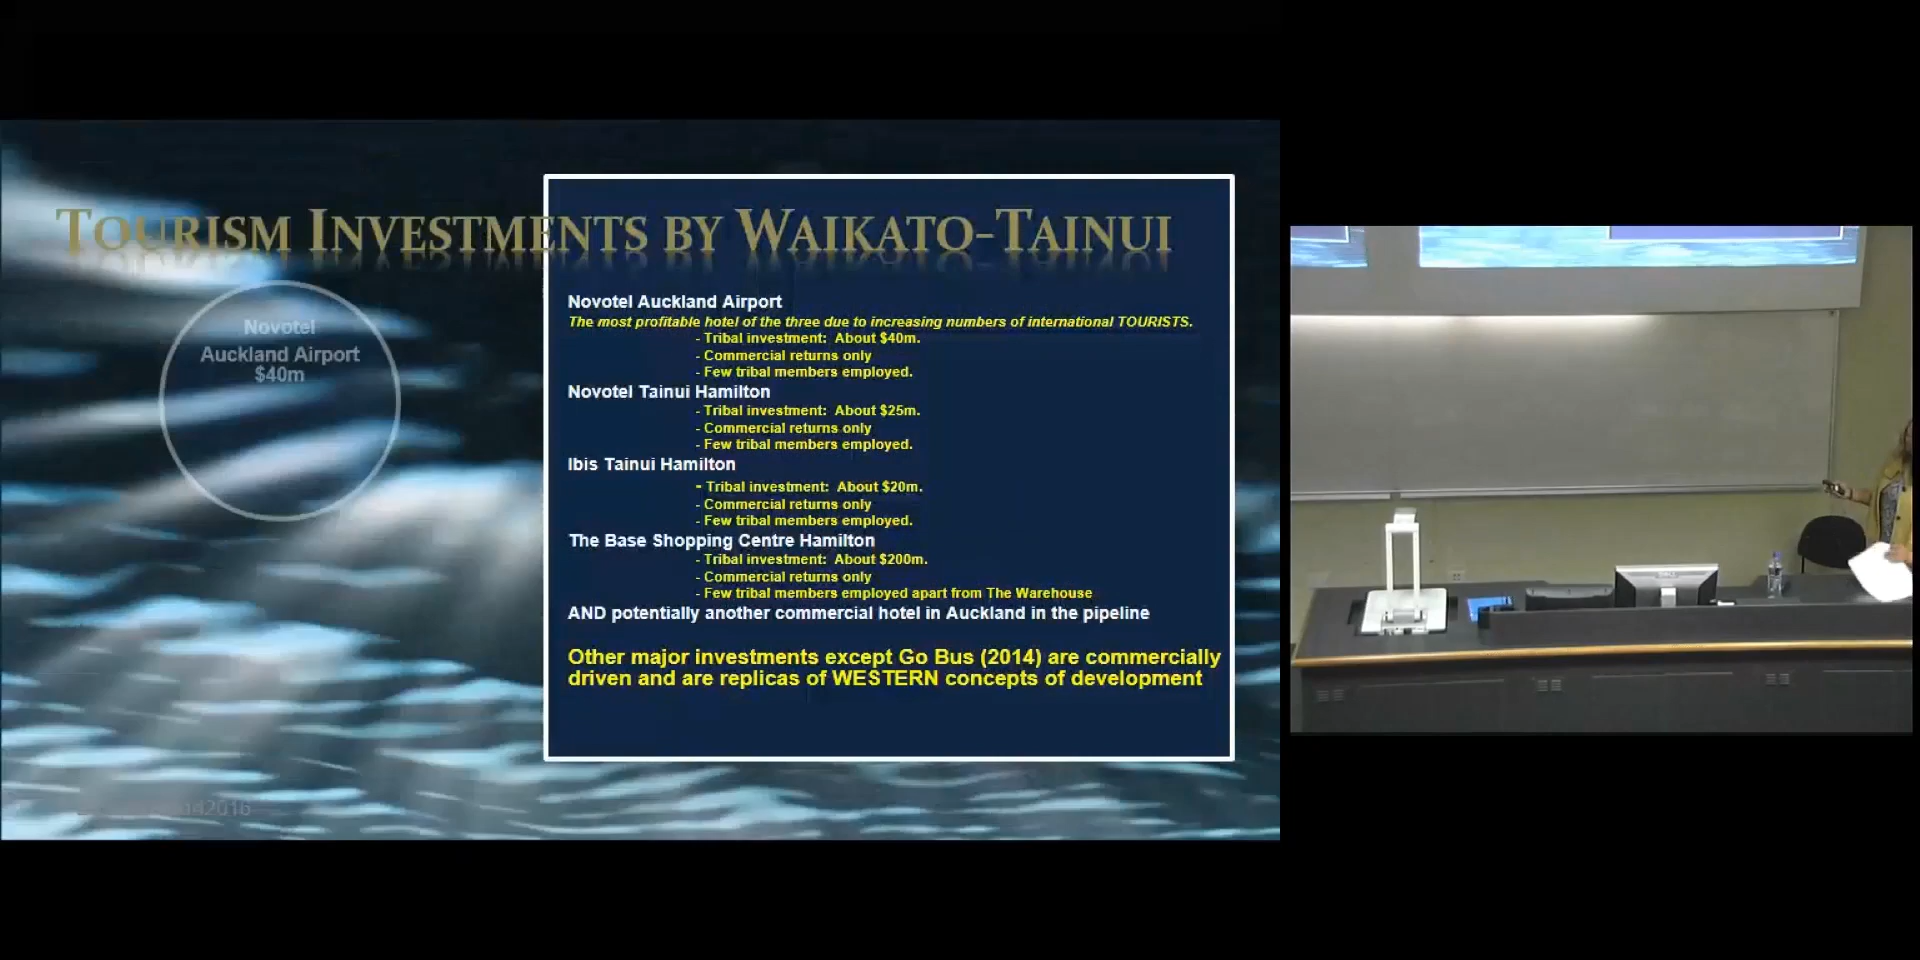 TOURISM INVESTMENTS BY WAIKATO-TAINUI
Novotel
Auckland Airport
$40m
Novotel Auckland Airport
The most profitable hotel of the three due to increasing numbers of international TOURISTS.
- Tribal investment: About $40m.
- Commercial returns only
- Few tribal members employed.
Novotel Tainui Hamilton
- Tribal investment: About $25m.
- Commercial returns only
- Few tribal members employed.
Ibis Tainui Hamilton
- Tribal investment: About $20m.
- Commercial returns only
- Few tribal members employed.
The Base Shopping Centre Hamilton
- Tribal investment: About $200m.
- Commercial returns only
- Few tribal members employed apart from The Warehouse
AND potentially another commercial hotel in Auckland in the pipeline
Other major investments except Go Bus (2014) are commercially
driven and are replicas of WESTERN concepts of development